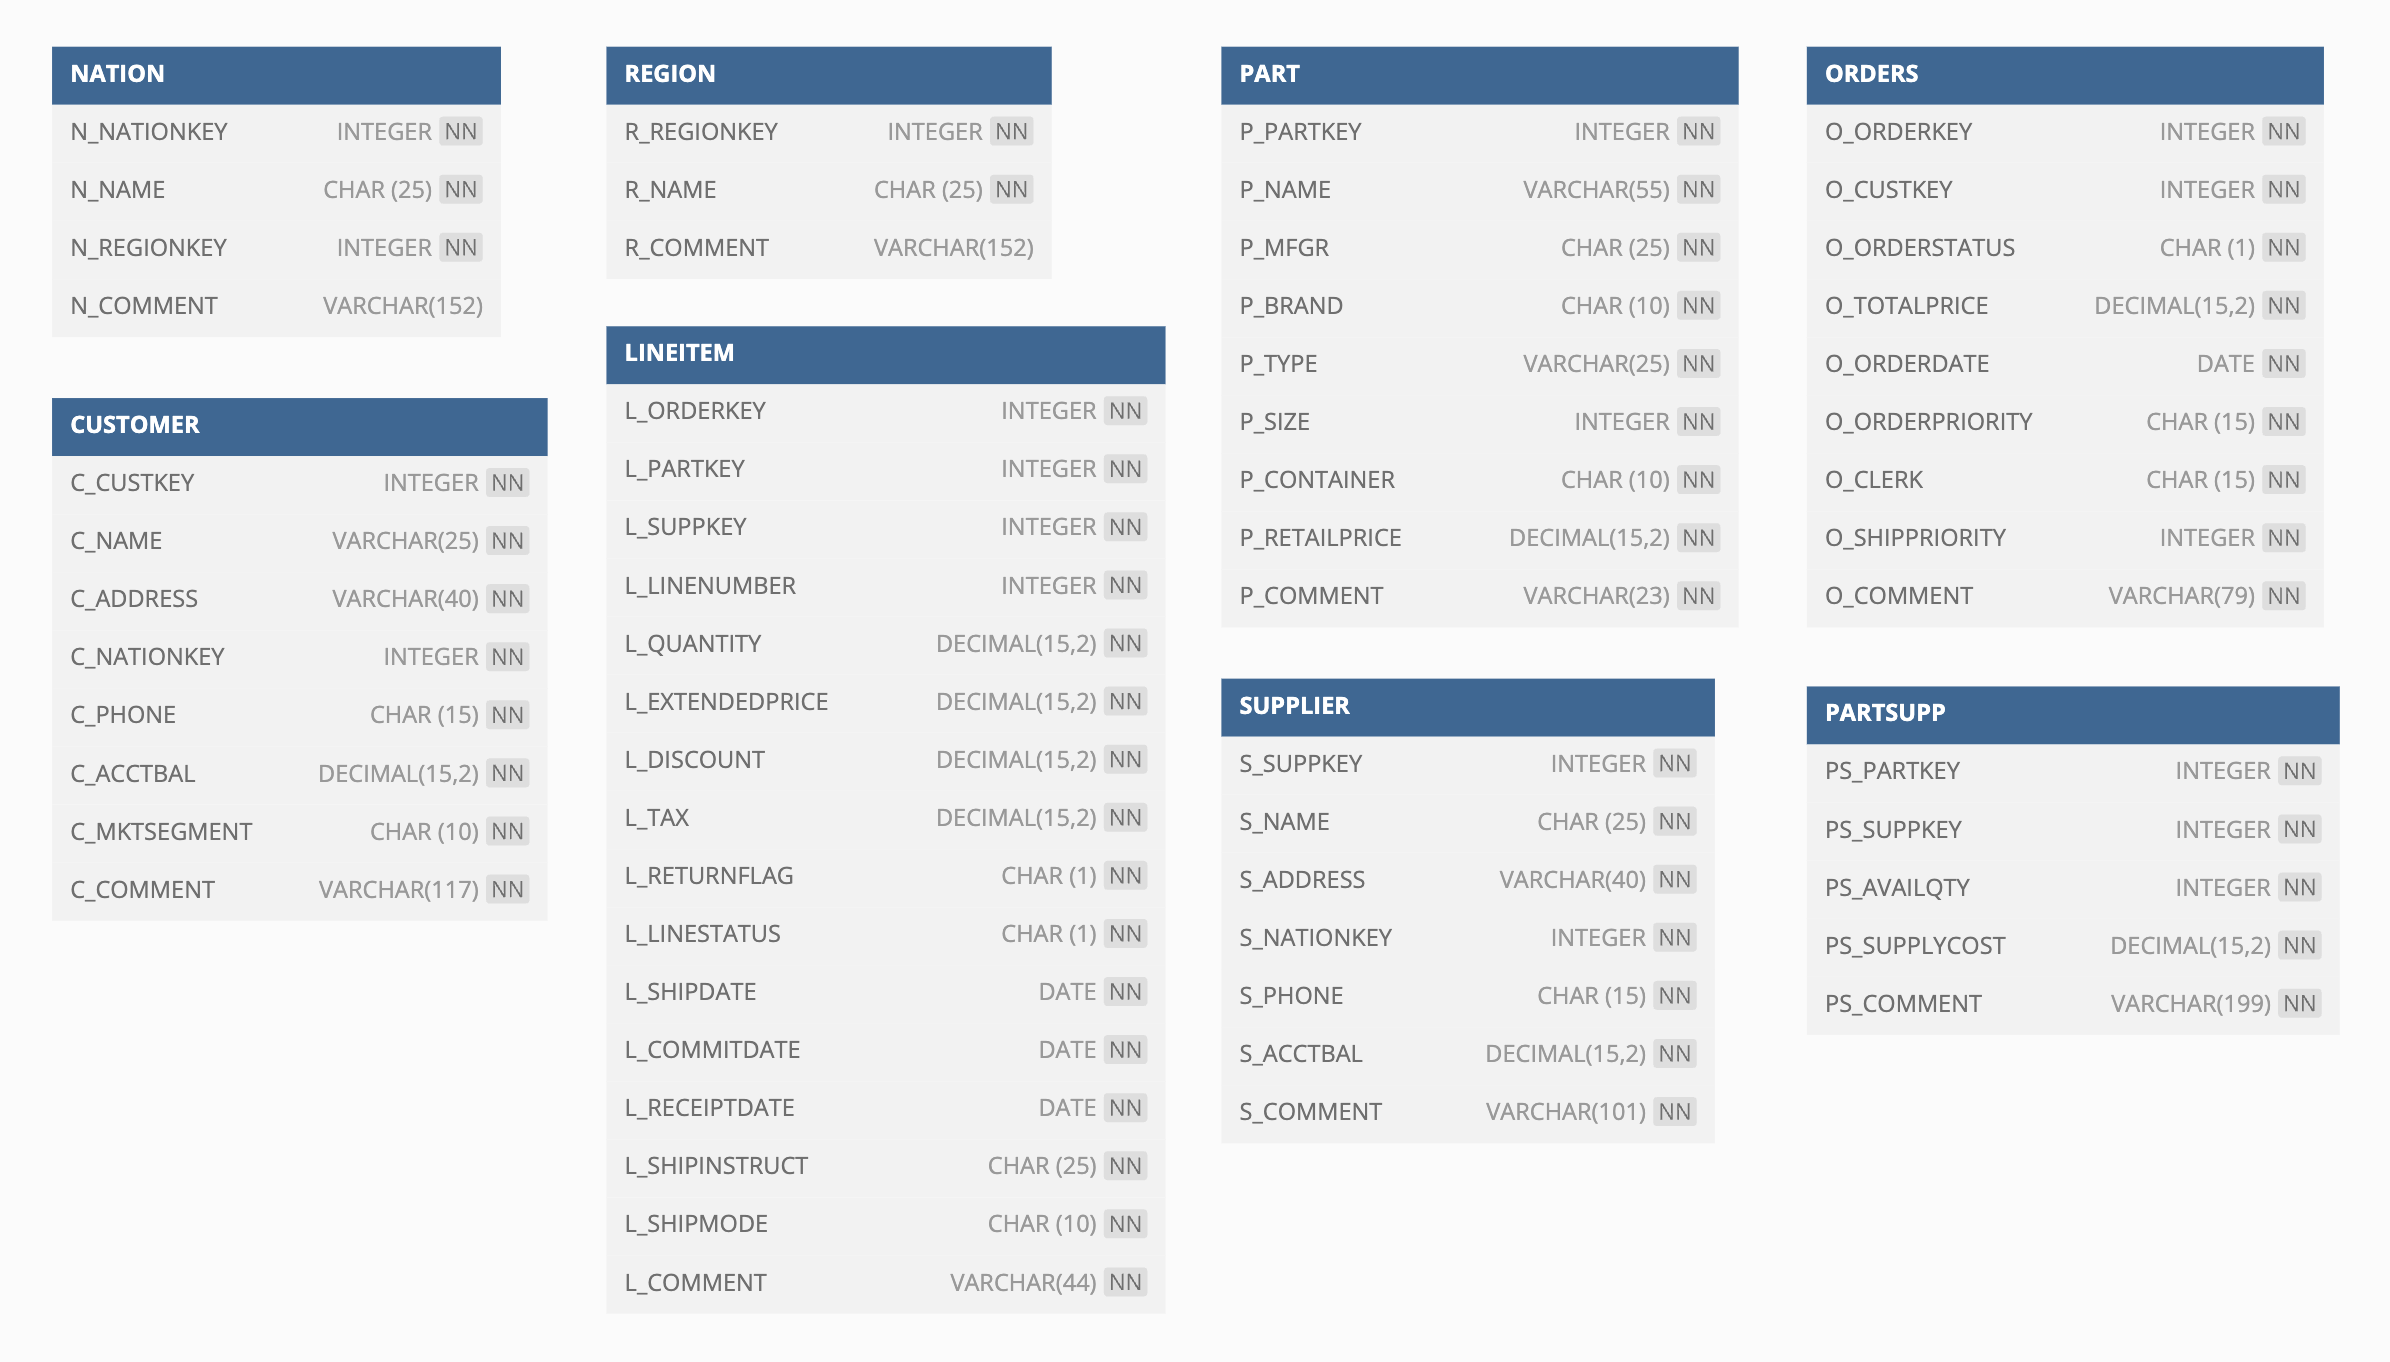 NATION
N_NATIONKEY INTEGER NN
N_NAME CHAR (25) NN
N_REGIONKEY INTEGER NN
N_COMMENT VARCHAR(152)
CUSTOMER
C_CUSTKEY INTEGER NN
C_NAME VARCHAR(25) NN
C_ADDRESS VARCHAR(40) NN
C_NATIONKEY INTEGER NN
C_PHONE CHAR (15) NN
C_ACCTBAL DECIMAL(15,2) NN
C_MKTSEGMENT CHAR (10) NN
C_COMMENT VARCHAR(117) NN
REGION
R_REGIONKEY INTEGER NN
R_NAME CHAR (25) NN
R_COMMENT VARCHAR(152)
LINEITEM
L_ORDERKEY INTEGER NN
L_PARTKEY INTEGER NN
L_SUPPKEY INTEGER NN
L_LINENUMBER INTEGER NN
L_QUANTITY DECIMAL(15,2) NN
L_EXTENDEDPRICE DECIMAL(15,2) NN
L_DISCOUNT DECIMAL(15,2) NN
L_TAX DECIMAL(15,2) NN
L_RETURNFLAG CHAR (1) NN
L_LINESTATUS CHAR (1) NN
L_SHIPDATE DATE NN
L_COMMITDATE DATE NN
L_RECEIPTDATE DATE NN
L_SHIPINSTRUCT CHAR (25) NN
L_SHIPMODE CHAR (10) NN
L_COMMENT VARCHAR(44) NN
PART
P_PARTKEY INTEGER NN
P_NAME VARCHAR(55) NN
P_MFGR CHAR (25) NN
P_BRAND CHAR (10) NN
P_TYPE VARCHAR(25) NN
P_SIZE INTEGER NN
P_CONTAINER CHAR (10) NN
P_RETAILPRICE DECIMAL(15,2) NN
P_COMMENT VARCHAR(23) NN
SUPPLIER
S_SUPPKEY INTEGER NN
S_NAME CHAR (25) NN
S_ADDRESS VARCHAR(40) NN
S_NATIONKEY INTEGER NN
S_PHONE CHAR (15) NN
S_ACCTBAL DECIMAL(15,2) NN
S_COMMENT VARCHAR(101) NN
ORDERS
O_ORDERKEY INTEGER NN
O_CUSTKEY INTEGER NN
O_ORDERSTATUS CHAR (1) NN
O_TOTALPRICE DECIMAL(15,2) NN
O_ORDERDATE DATE NN
O_ORDERPRIORITY CHAR (15) NN
O_CLERK CHAR (15) NN
O_SHIPPRIORITY INTEGER NN
O_COMMENT VARCHAR(79) NN
PARTSUPP
PS_PARTKEY INTEGER NN
PS_SUPPKEY INTEGER NN
PS_AVAILQTY INTEGER NN
PS_SUPPLYCOST DECIMAL(15,2) NN
PS_COMMENT VARCHAR(199) NN